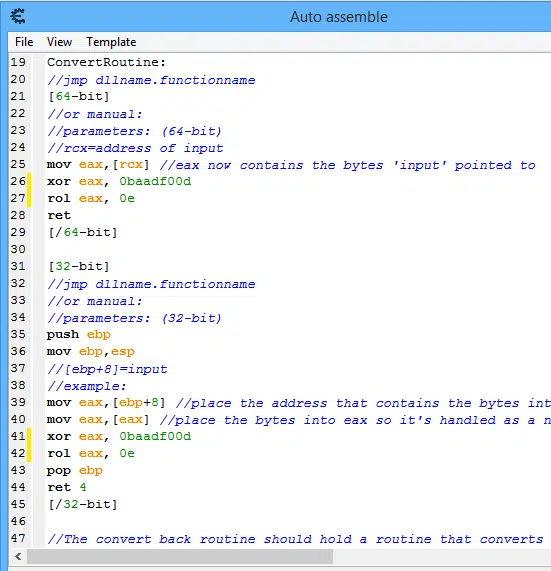 Auto assemble
File View Template
19 ConvertRoutine:
20 //jmp dllname.functionname
21 [64-bit]
22 //or manual:
23 //parameters: (64-bit)
24 //rcx=address of input
25 mov eax,[rcx] //eax now contains the bytes 'input' pointed to
26 xor eax, 0baadf00d
27 rol eax, 0e
28 ret
29 [/64-bit]
30
31 [32-bit]
32 //jmp dllname.functionname
33 //or manual:
34 //parameters: (32-bit)
35 push ebp
36 mov ebp,esp
37 //[ebp+8]=input
38 //example:
39 mov eax,[ebp+8] //place the address that contains the bytes int
40 mov eax,[eax] //place the bytes into eax so it's handled as a n
41 xor eax, 0baadf00d
42 rol eax, 0e
43 pop ebp
44 ret 4
45 [/32-bit]
46
47 //The convert back routine should hold a routine that converts